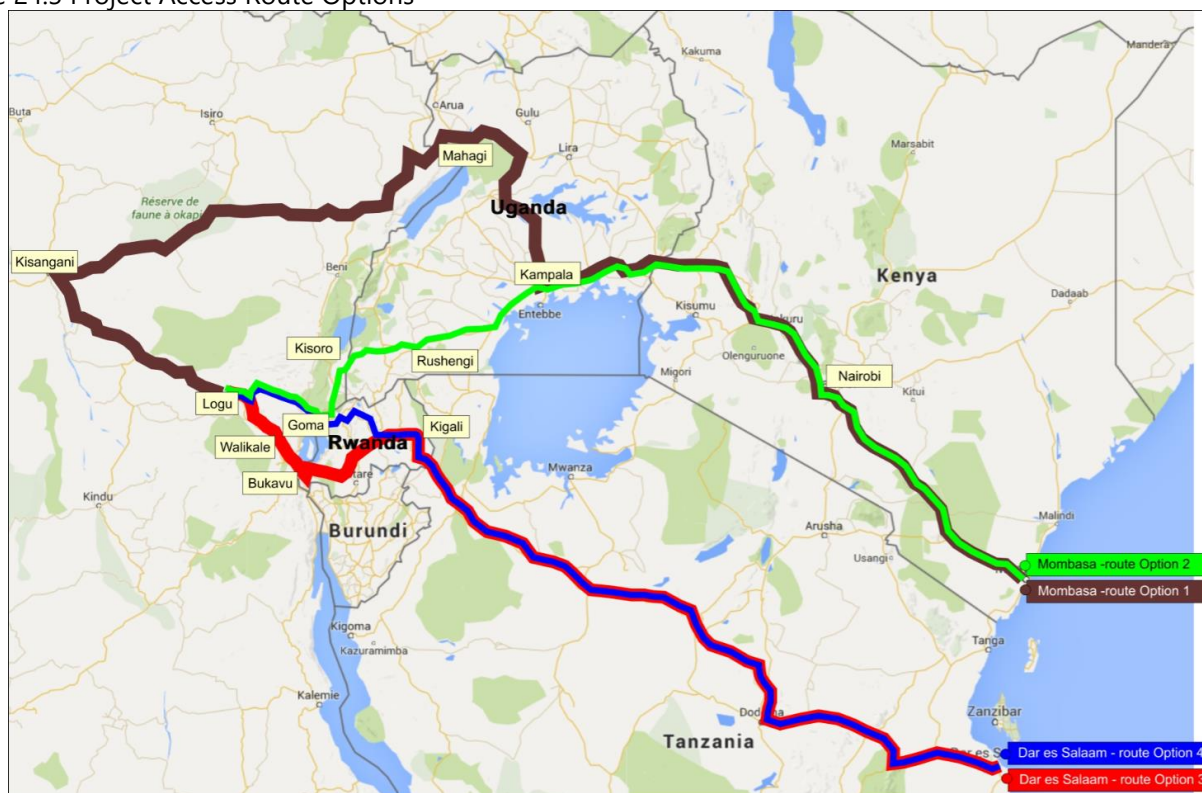 24.3 Project Access Route Options
Kakuma
Mandera
Buta
Isiro
Arua
Gulu
Lira
Marsabit
Mahagi
Réserve de
faune à okapi
Uganda
Kisangani
Beni
Kampala
Kenya
Entebbe
Kisumu
Dadaab
Kisoro
Rushengi
Olenguruone
Migori
Nairobi
Kitui
Logu
Goma
Kigali
Rwanda
Walikale
Bukavu
Mwanza
Kindu
Malindi
Burundi
Arusha
Usangi
Mombasa -route Option 2
Mombasa -route Option 1
Kigoma
Kazuramimba
Tanga
Kalemie
Zanzibar
Tanzania
Dar es Salaam - route Option 4
Dar es Salaam - route Option 3